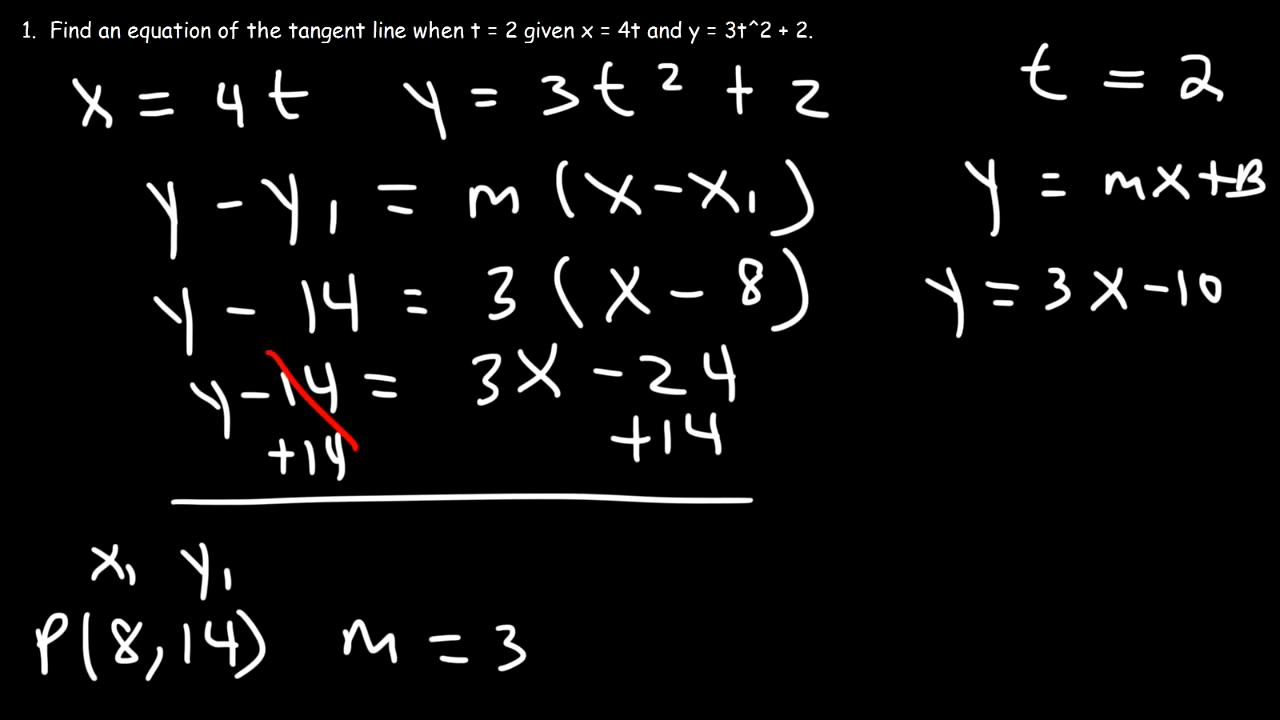 1. Find an equation of the tangent line when t = 2 given x = 4t and y = 3t^2 + 2.
x = 4t y = 3t² + 2
t = 2
y - y₁ = m(x - x₁)
y = mx+B
y - 14 = 3(x - 8)
y = 3x - 10
y - 14 = 3x - 24
+14 +14
x₁ y₁
P(8, 14) m = 3